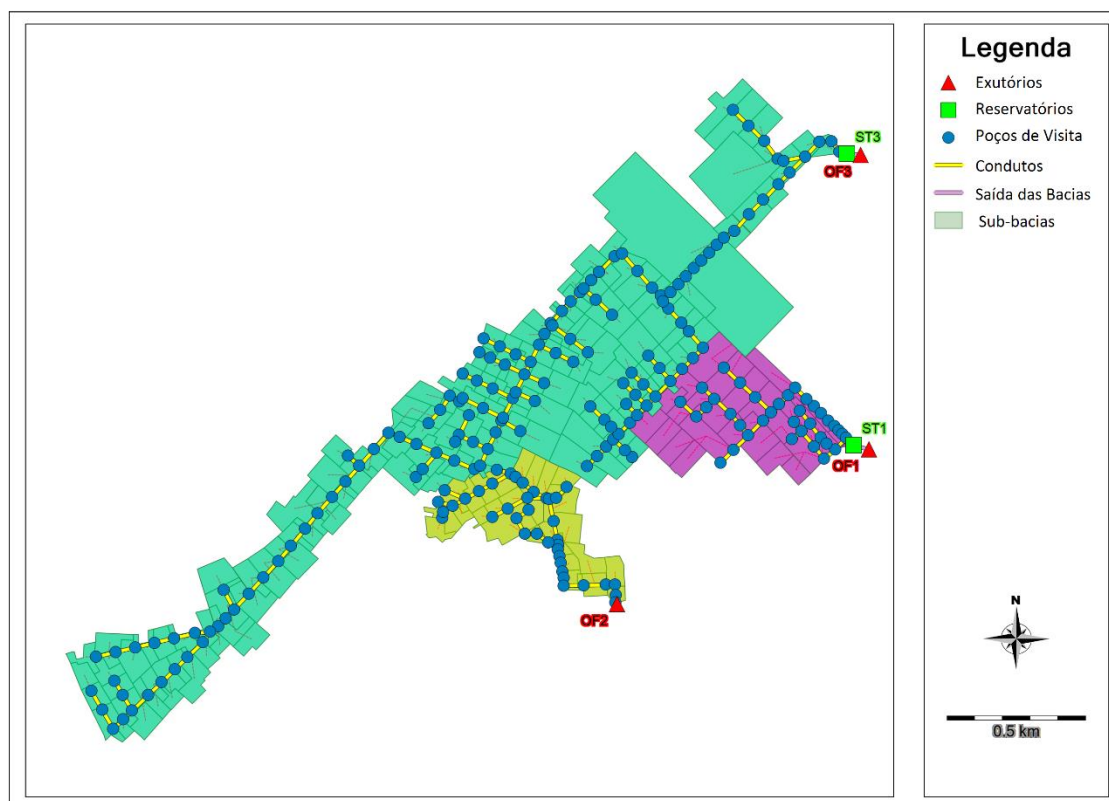 Legenda
Exutórios
Reservatórios
Poços de Visita
Condutos
Saída das Bacias
Sub-bacias
ST3
OF3
ST1
OF1
OF2
N
0.5 km